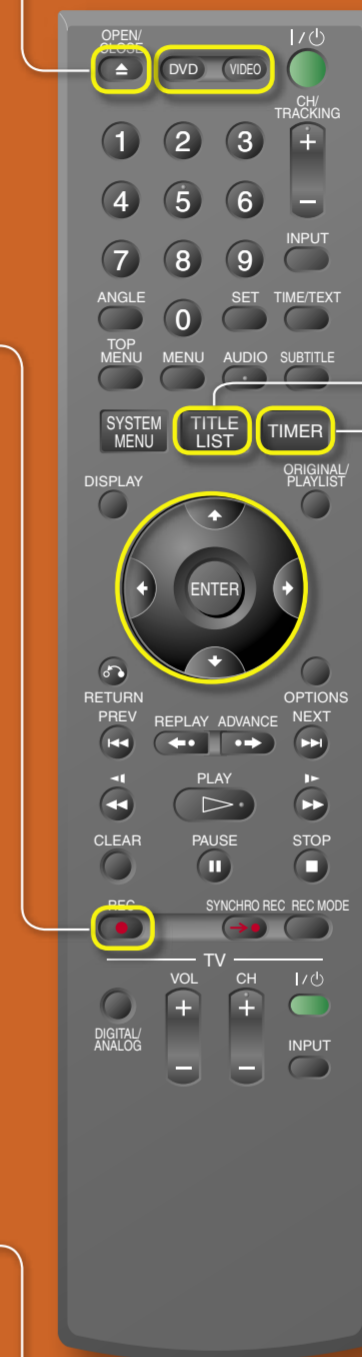 OPEN/
CLOSE
DVD VIDEO
CH/
TRACKING
+
1 2 3
4 5 6
–
INPUT
7 8 9
ANGLE SET TIME/TEXT
0
TOP
MENU MENU AUDIO SUBTITLE
SYSTEM
MENU
TITLE
LIST
TIMER
DISPLAY
ORIGINAL/
PLAYLIST
ENTER
RETURN OPTIONS
PREV REPLAY ADVANCE NEXT
PLAY
CLEAR PAUSE STOP
REC SYNCHRO REC REC MODE
TV
VOL CH
+ +
DIGITAL/
ANALOG
INPUT
– –